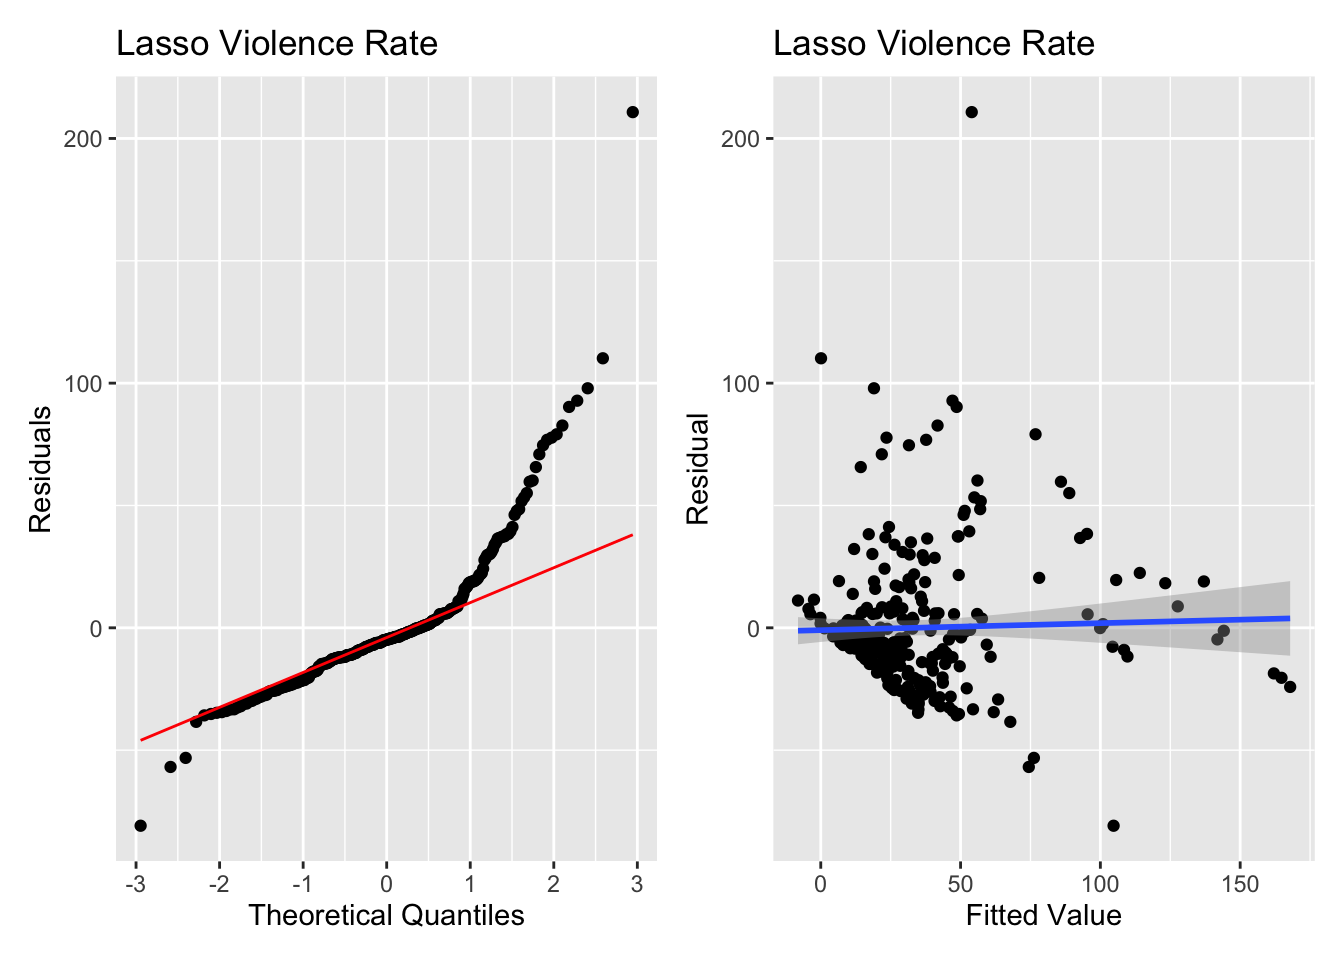 Lasso Violence Rate
200
100
0
Residuals
-3 -2 -1 0 1 2 3
Theoretical Quantiles
Lasso Violence Rate
200
100
0
Residual
0 50 100 150
Fitted Value